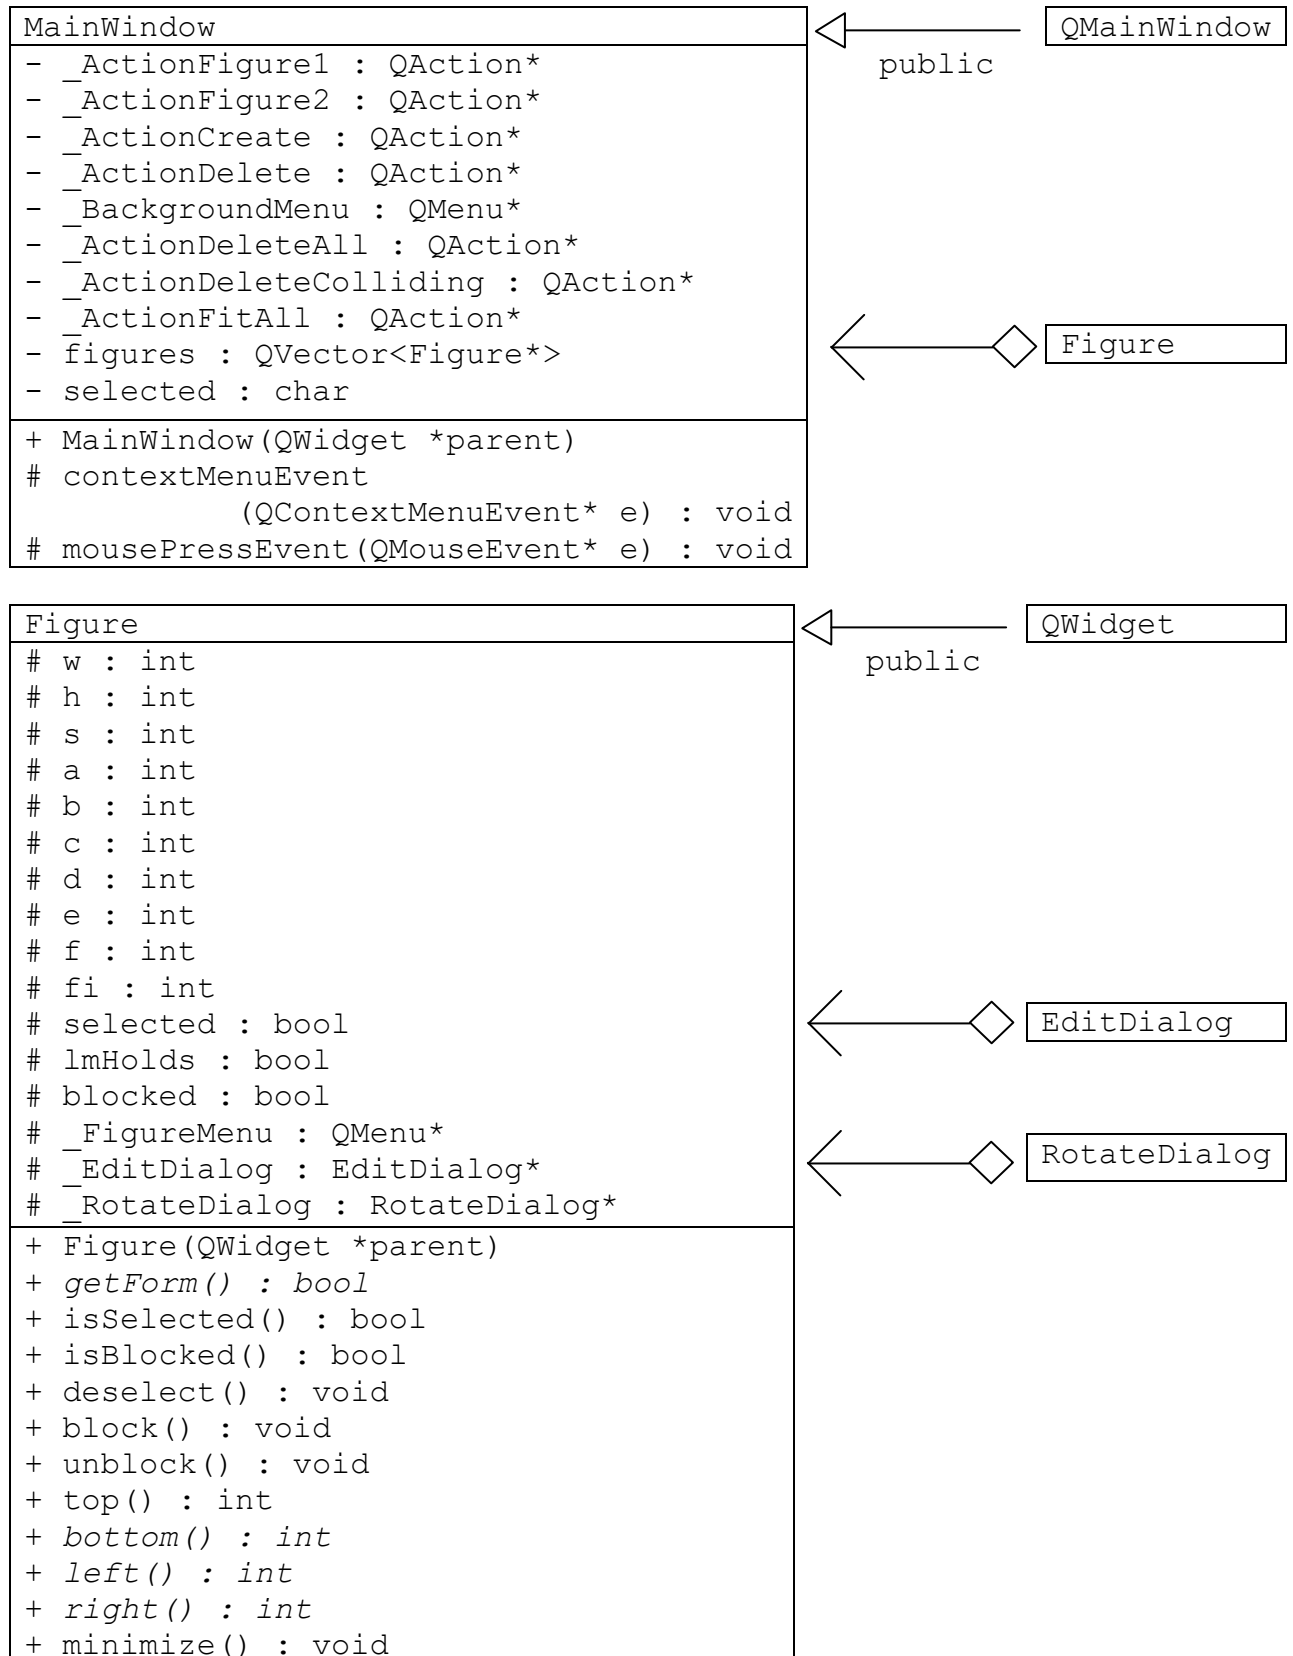 MainWindow
QMainWindow
public
- _ActionFigure1 : QAction*
- _ActionFigure2 : QAction*
- _ActionCreate : QAction*
- _ActionDelete : QAction*
- _BackgroundMenu : QMenu*
- _ActionDeleteAll : QAction*
- _ActionDeleteColliding : QAction*
- _ActionFitAll : QAction*
- figures : QVector<Figure*>
- selected : char
Figure
+ MainWindow(QWidget *parent)
# contextMenuEvent
(QContextMenuEvent* e) : void
# mousePressEvent(QMouseEvent* e) : void
Figure
QWidget
public
# w : int
# h : int
# s : int
# a : int
# b : int
# c : int
# d : int
# e : int
# f : int
# fi : int
# selected : bool
# lmHolds : bool
# blocked : bool
# _FigureMenu : QMenu*
# _EditDialog : EditDialog*
# _RotateDialog : RotateDialog*
EditDialog
RotateDialog
+ Figure(QWidget *parent)
+ getForm() : bool
+ isSelected() : bool
+ isBlocked() : bool
+ deselect() : void
+ block() : void
+ unblock() : void
+ top() : int
+ bottom() : int
+ left() : int
+ right() : int
+ minimize() : void